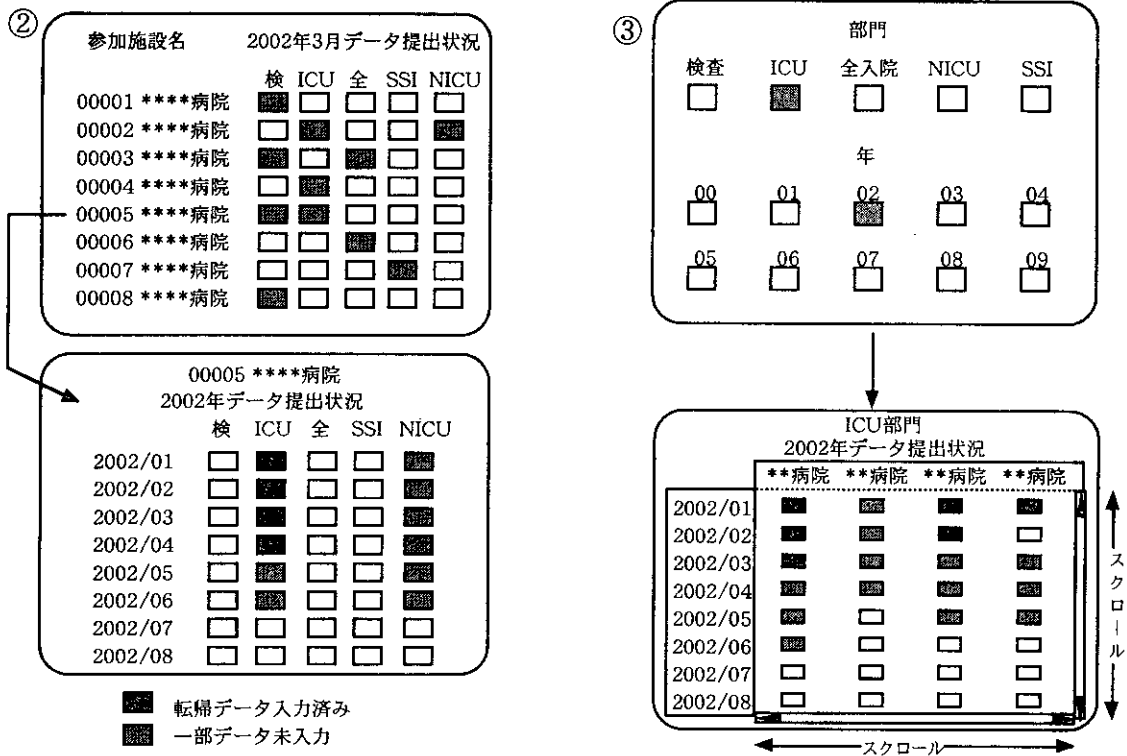 ②
参加施設名 2002年3月データ提出状況
検 ICU 全 SSI NICU
00001 ****病院
00002 ****病院
00003 ****病院
00004 ****病院
00005 ****病院
00006 ****病院
00007 ****病院
00008 ****病院
00005 ****病院
2002年データ提出状況
検 ICU 全 SSI NICU
2002/01
2002/02
2002/03
2002/04
2002/05
2002/06
2002/07
2002/08
転帰データ入力済み
一部データ未入力
③
部門
検査 ICU 全入院 NICU SSI
年
00 01 02 03 04
05 06 07 08 09
ICU部門
2002年データ提出状況
**病院 **病院 **病院 **病院
2002/01
2002/02
2002/03
2002/04
2002/05
2002/06
2002/07
2002/08
スクロール
スクロール